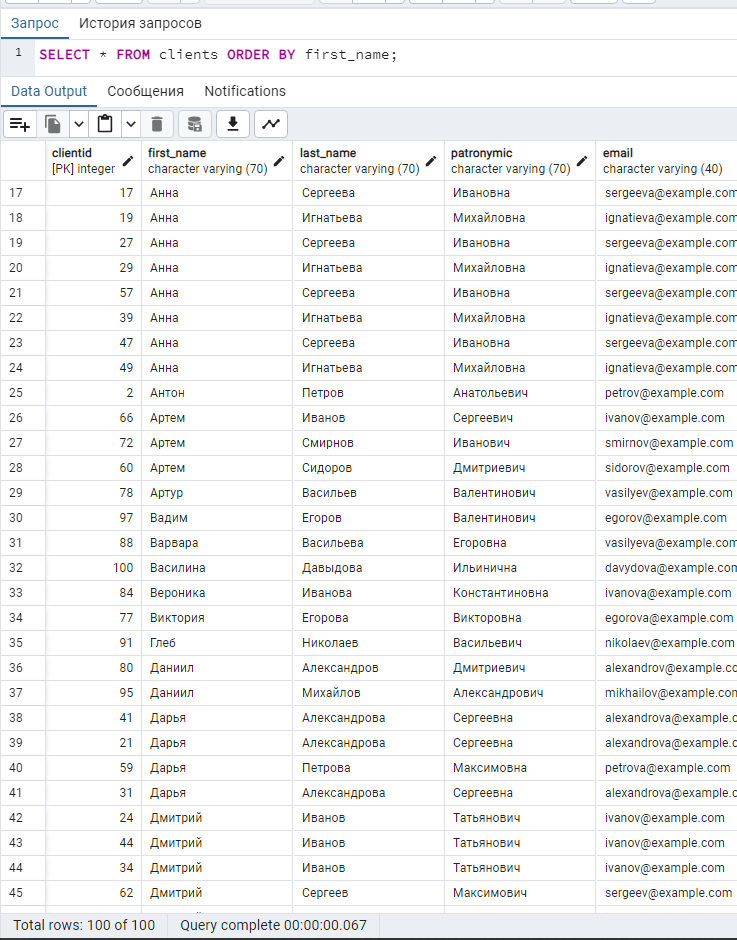 Запрос История запросов
1 SELECT * FROM clients ORDER BY first_name;
Data Output Сообщения Notifications
clientid first_name last_name patronymic email
[PK] integer character varying (70) character varying (70) character varying (70) character varying (40)
17 17 Анна Сергеева Ивановна sergeeva@example.com
18 19 Анна Игнатьева Михайловна ignatieva@example.com
19 27 Анна Сергеева Ивановна sergeeva@example.com
20 29 Анна Игнатьева Михайловна ignatieva@example.com
21 57 Анна Сергеева Ивановна sergeeva@example.com
22 39 Анна Игнатьева Михайловна ignatieva@example.com
23 47 Анна Сергеева Ивановна sergeeva@example.com
24 49 Анна Игнатьева Михайловна ignatieva@example.com
25 2 Антон Петров Анатольевич petrov@example.com
26 66 Артем Иванов Сергеевич ivanov@example.com
27 72 Артем Смирнов Иванович smirnov@example.com
28 60 Артем Сидоров Дмитриевич sidorov@example.com
29 78 Артур Васильев Валентинович vasilyev@example.com
30 97 Вадим Егоров Валентинович egorov@example.com
31 88 Варвара Васильева Егоровна vasilyeva@example.com
32 100 Василина Давыдова Ильинична davydova@example.com
33 84 Вероника Иванова Константиновна ivanova@example.com
34 77 Виктория Егорова Викторовна egorova@example.com
35 91 Глеб Николаев Васильевич nikolaev@example.com
36 80 Даниил Александров Дмитриевич alexandrov@example.co
37 95 Даниил Михайлов Александрович mikhailov@example.com
38 41 Дарья Александрова Сергеевна alexandrova@example.c
39 21 Дарья Александрова Сергеевна alexandrova@example.c
40 59 Дарья Петрова Максимовна petrova@example.com
41 31 Дарья Александрова Сергеевна alexandrova@example.c
42 24 Дмитрий Иванов Татьянович ivanov@example.com
43 44 Дмитрий Иванов Татьянович ivanov@example.com
44 34 Дмитрий Иванов Татьянович ivanov@example.com
45 62 Дмитрий Сергеев Максимович sergeev@example.com
Total rows: 100 of 100 Query complete 00:00:00.067